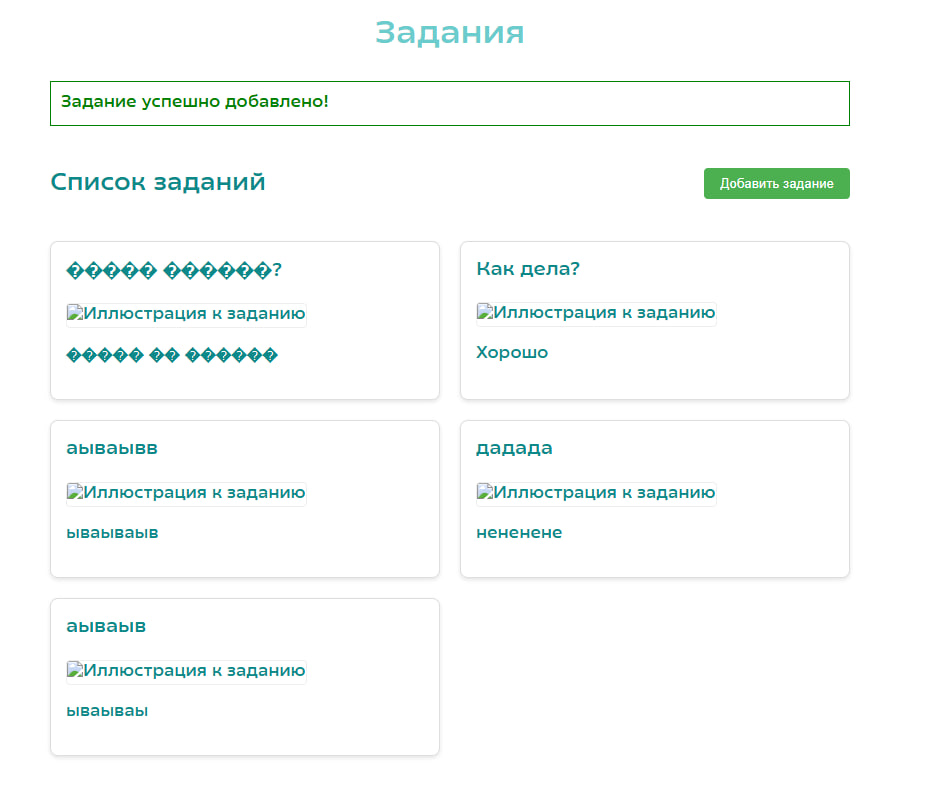 Задания
Задание успешно добавлено!
Список заданий
Добавить задание
����� ������?
Иллюстрация к заданию
����� �� ������
Как дела?
Иллюстрация к заданию
Хорошо
аываывв
Иллюстрация к заданию
ываываыв
дадада
Иллюстрация к заданию
нененене
аываыв
Иллюстрация к заданию
ываываы